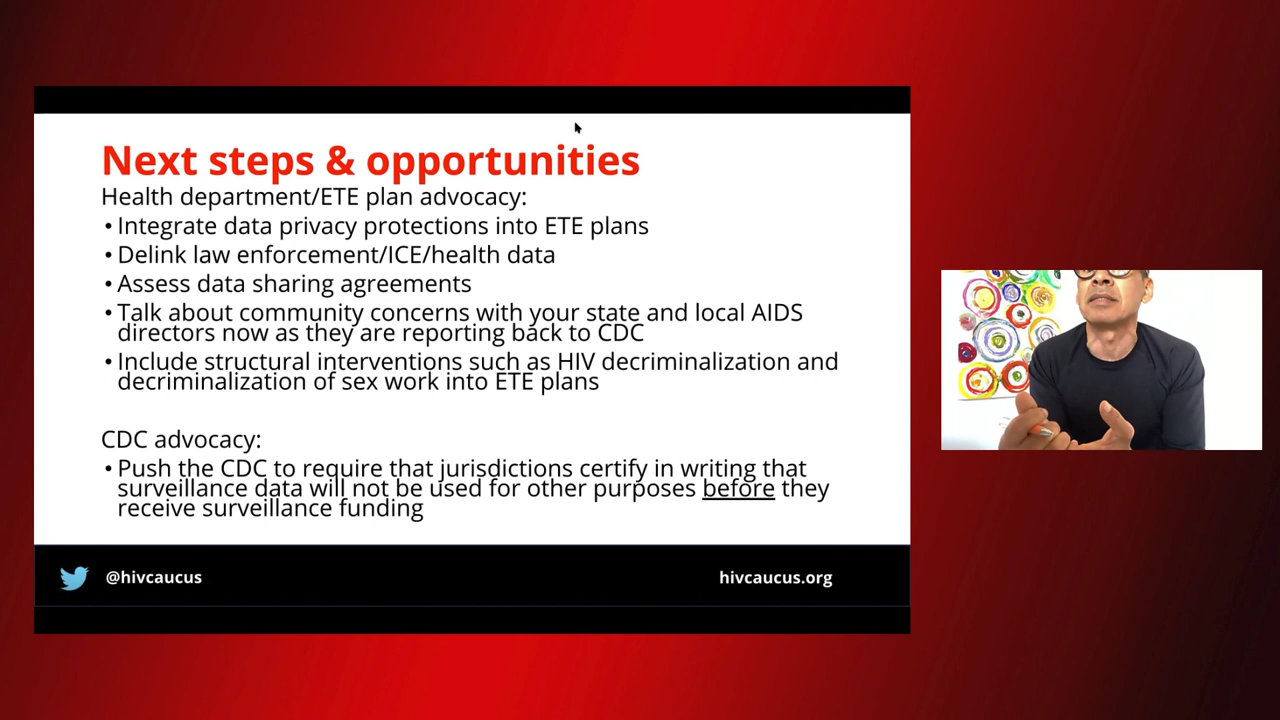 Next steps & opportunities
Health department/ETE plan advocacy:
• Integrate data privacy protections into ETE plans
• Delink law enforcement/ICE/health data
• Assess data sharing agreements
• Talk about community concerns with your state and local AIDS
directors now as they are reporting back to CDC
• Include structural interventions such as HIV decriminalization and
decriminalization of sex work into ETE plans
CDC advocacy:
• Push the CDC to require that jurisdictions certify in writing that
surveillance data will not be used for other purposes before they
receive surveillance funding
@hivcaucus
hivcaucus.org